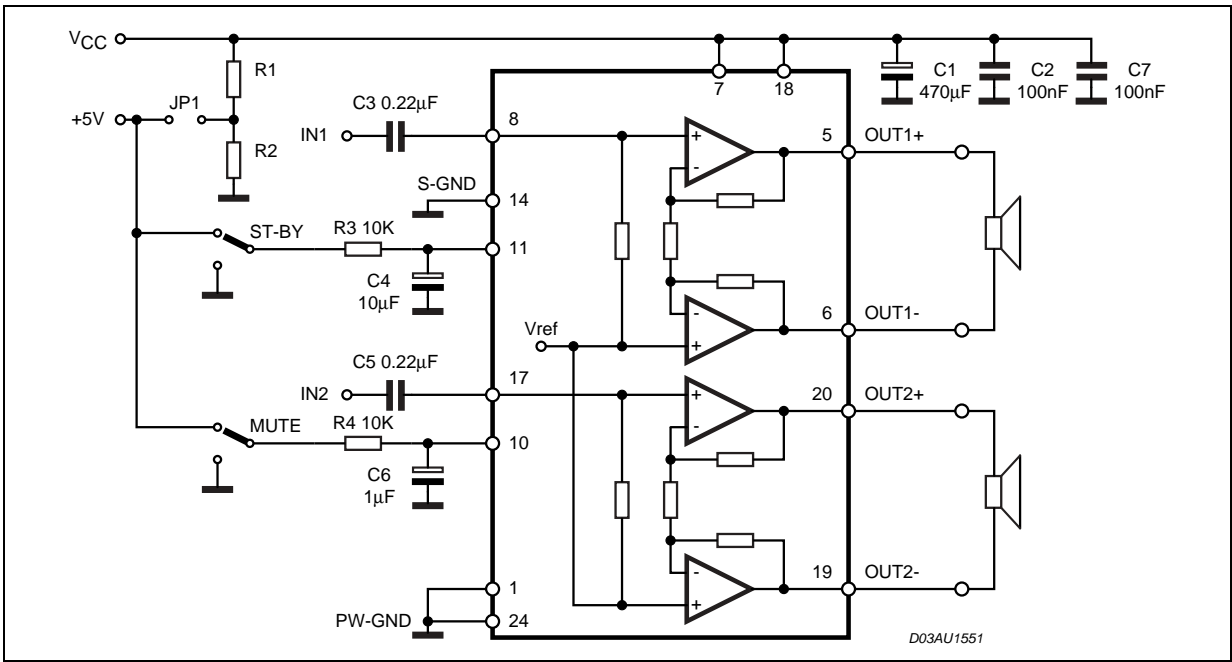 VCC
R1
JP1
+5V
R2
C3 0.22μF
IN1
8
7
18
C1
470μF
C2
100nF
C7
100nF
+
-
5
OUT1+
S-GND
14
ST-BY
R3 10K
11
C4
10μF
-
+
6
OUT1-
Vref
C5 0.22μF
IN2
17
+
-
20
OUT2+
MUTE
R4 10K
10
C6
1μF
-
+
19
OUT2-
1
PW-GND
24
D03AU1551